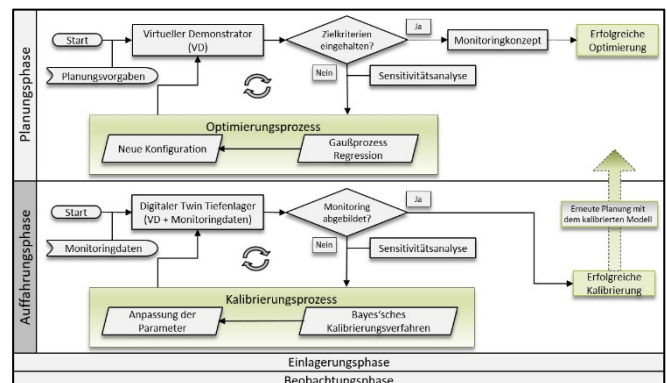 Planungsphase
Start
Planungsvorgaben
Virtueller Demonstrator
(VD)
Zielkriterien
eingehalten?
Ja
Nein
Monitoringkonzept
Erfolgreiche
Optimierung
Sensitivitätsanalyse
Optimierungsprozess
Neue Konfiguration
Gaußprozess
Regression
Auffahrungsphase
Start
Monitoringdaten
Digitaler Twin Tiefenlager
(VD + Monitoringdaten)
Monitoring
abgebildet?
Ja
Nein
Sensitivitätsanalyse
Erneute Planung mit
dem kalibrierten Modell
Erfolgreiche
Kalibrierung
Kalibrierungsprozess
Anpassung der
Parameter
Bayes'sches
Kalibrierungsverfahren
Einlagerungsphase
Beobachtungsphase